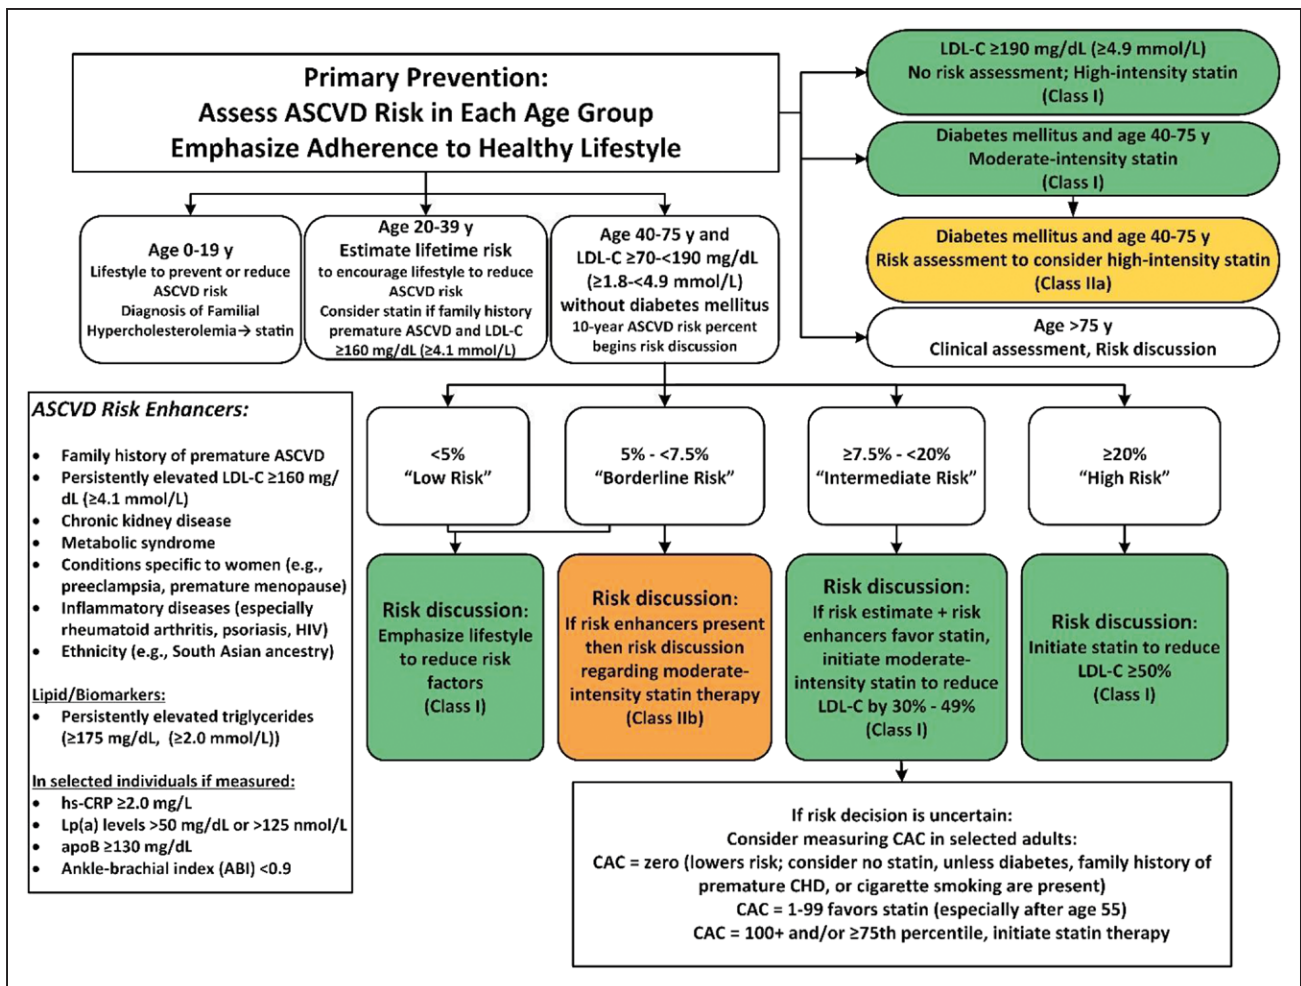 Primary Prevention:
Assess ASCVD Risk in Each Age Group
Emphasize Adherence to Healthy Lifestyle
LDL-C ≥190 mg/dL (≥4.9 mmol/L)
No risk assessment; High-intensity statin
(Class I)
Diabetes mellitus and age 40-75 y
Moderate-intensity statin
(Class I)
Diabetes mellitus and age 40-75 y
Risk assessment to consider high-intensity statin
(Class IIa)
Age >75 y
Clinical assessment, Risk discussion
Age 0-19 y
Lifestyle to prevent or reduce
ASCVD risk
Diagnosis of Familial
Hypercholesterolemia→ statin
Age 20-39 y
Estimate lifetime risk
to encourage lifestyle to reduce
ASCVD risk
Consider statin if family history
premature ASCVD and LDL-C
≥160 mg/dL (≥4.1 mmol/L)
Age 40-75 y and
LDL-C ≥70-<190 mg/dL
(≥1.8-<4.9 mmol/L)
without diabetes mellitus
10-year ASCVD risk percent
begins risk discussion
<5%
“Low Risk”
5% - <7.5%
“Borderline Risk”
≥7.5% - <20%
“Intermediate Risk”
≥20%
“High Risk”
Risk discussion:
Emphasize lifestyle
to reduce risk
factors
(Class I)
Risk discussion:
If risk enhancers present
then risk discussion
regarding moderate-
intensity statin therapy
(Class IIb)
Risk discussion:
If risk estimate + risk
enhancers favor statin,
initiate moderate-
intensity statin to reduce
LDL-C by 30% - 49%
(Class I)
Risk discussion:
Initiate statin to reduce
LDL-C ≥50%
(Class I)
If risk decision is uncertain:
Consider measuring CAC in selected adults:
CAC = zero (lowers risk; consider no statin, unless diabetes, family history of
premature CHD, or cigarette smoking are present)
CAC = 1-99 favors statin (especially after age 55)
CAC = 100+ and/or ≥75th percentile, initiate statin therapy
ASCVD Risk Enhancers:
• Family history of premature ASCVD
• Persistently elevated LDL-C ≥160 mg/
dL (≥4.1 mmol/L)
• Chronic kidney disease
• Metabolic syndrome
• Conditions specific to women (e.g.,
preeclampsia, premature menopause)
• Inflammatory diseases (especially
rheumatoid arthritis, psoriasis, HIV)
• Ethnicity (e.g., South Asian ancestry)
Lipid/Biomarkers:
• Persistently elevated triglycerides
(≥175 mg/dL, (≥2.0 mmol/L))
In selected individuals if measured:
• hs-CRP ≥2.0 mg/L
• Lp(a) levels >50 mg/dL or >125 nmol/L
• apoB ≥130 mg/dL
• Ankle-brachial index (ABI) <0.9